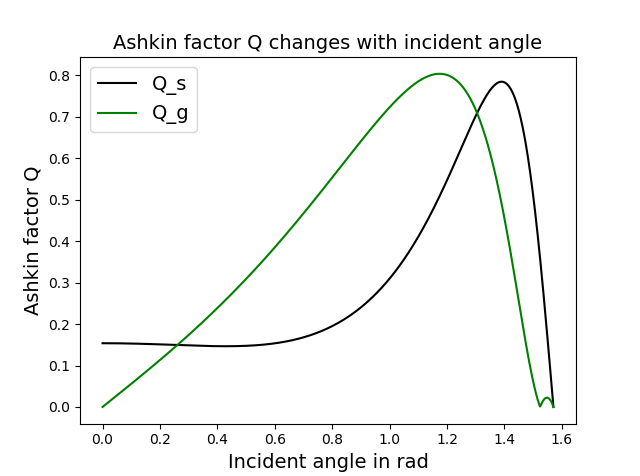 Ashkin factor Q changes with incident angle
Q_s
Q_g
Ashkin factor Q
0.8
0.7
0.6
0.5
0.4
0.3
0.2
0.1
0.0
0.0 0.2 0.4 0.6 0.8 1.0 1.2 1.4 1.6
Incident angle in rad